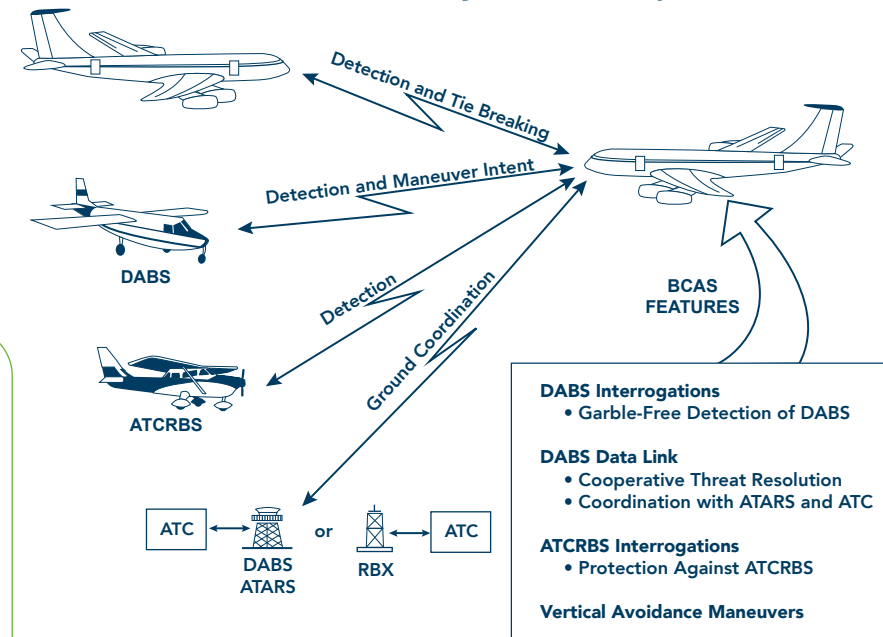 Detection and Tie Breaking
Detection and Maneuver Intent
DABS
Detection
BCAS
FEATURES
Ground Coordination
ATCRBS
DABS Interrogations
• Garble-Free Detection of DABS
DABS Data Link
• Cooperative Threat Resolution
• Coordination with ATARS and ATC
ATCRBS Interrogations
• Protection Against ATCRBS
Vertical Avoidance Maneuvers
ATC
or
ATC
DABS
ATARS
RBX